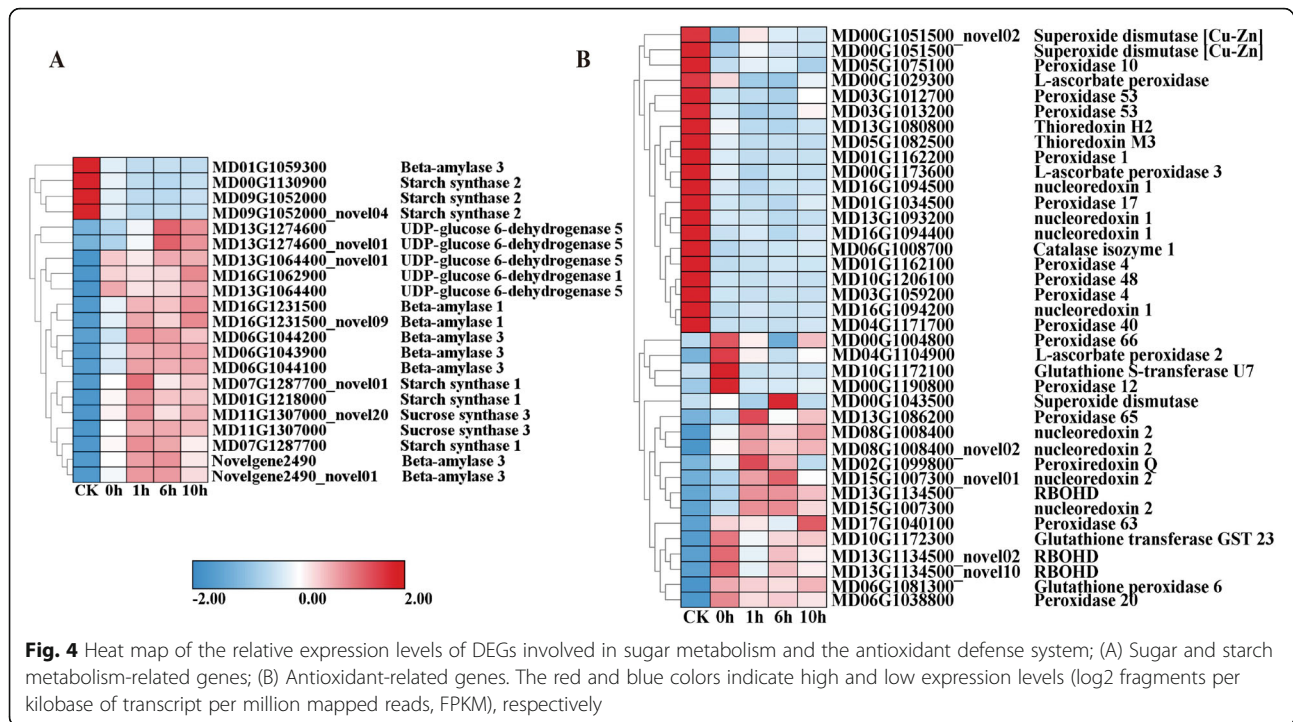 A
MD01G1059300 Beta-amylase 3
MD00G1130900 Starch synthase 2
MD09G1052000 Starch synthase 2
MD09G1052000_novel04 Starch synthase 2
MD13G1274600 UDP-glucose 6-dehydrogenase 5
MD13G1274600_novel01 UDP-glucose 6-dehydrogenase 5
MD13G1064400_novel01 UDP-glucose 6-dehydrogenase 5
MD16G1062900 UDP-glucose 6-dehydrogenase 1
MD13G1064400 UDP-glucose 6-dehydrogenase 5
MD16G1231500 Beta-amylase 1
MD16G1231500_novel09 Beta-amylase 1
MD06G1044200 Beta-amylase 3
MD06G1043900 Beta-amylase 3
MD06G1044100 Beta-amylase 3
MD07G1287700_novel01 Starch synthase 1
MD01G1218000 Starch synthase 1
MD11G1307000_novel20 Sucrose synthase 3
MD11G1307000 Sucrose synthase 3
MD07G1287700 Starch synthase 1
Novelgene2490 Beta-amylase 3
Novelgene2490_novel01 Beta-amylase 3
CK 0h 1h 6h 10h
-2.00 0.00 2.00
B
MD00G1051500_novel02 Superoxide dismutase [Cu-Zn]
MD00G1051500 Superoxide dismutase [Cu-Zn]
MD05G1075100 Peroxidase 10
MD00G1029300 L-ascorbate peroxidase
MD03G1012700 Peroxidase 53
MD03G1013200 Peroxidase 53
MD13G1080800 Thioredoxin H2
MD05G1082500 Thioredoxin M3
MD01G1162200 Peroxidase 1
MD00G1173600 L-ascorbate peroxidase 3
MD16G1094500 nucleoredoxin 1
MD01G1034500 Peroxidase 17
MD13G1093200 nucleoredoxin 1
MD16G1094400 nucleoredoxin 1
MD06G1008700 Catalase isozyme 1
MD01G1162100 Peroxidase 4
MD10G1206100 Peroxidase 48
MD03G1059200 Peroxidase 4
MD16G1094200 nucleoredoxin 1
MD04G1171700 Peroxidase 40
MD00G1004800 Peroxidase 66
MD04G1104900 L-ascorbate peroxidase 2
MD10G1172100 Glutathione S-transferase U7
MD00G1190800 Peroxidase 12
MD00G1043500 Superoxide dismutase
MD13G1086200 Peroxidase 65
MD08G1008400 nucleoredoxin 2
MD08G1008400_novel02 nucleoredoxin 2
MD02G1099800 Peroxiredoxin Q
MD15G1007300_novel01 nucleoredoxin 2
MD13G1134500 RBOHD
MD15G1007300 nucleoredoxin 2
MD17G1040100 Peroxidase 63
MD10G1172300 Glutathione transferase GST 23
MD13G1134500_novel02 RBOHD
MD13G1134500_novel10 RBOHD
MD06G1081300 Glutathione peroxidase 6
MD06G1038800 Peroxidase 20
CK 0h 1h 6h 10h
Fig. 4 Heat map of the relative expression levels of DEGs involved in sugar metabolism and the antioxidant defense system; (A) Sugar and starch
metabolism-related genes; (B) Antioxidant-related genes. The red and blue colors indicate high and low expression levels (log2 fragments per
kilobase of transcript per million mapped reads, FPKM), respectively